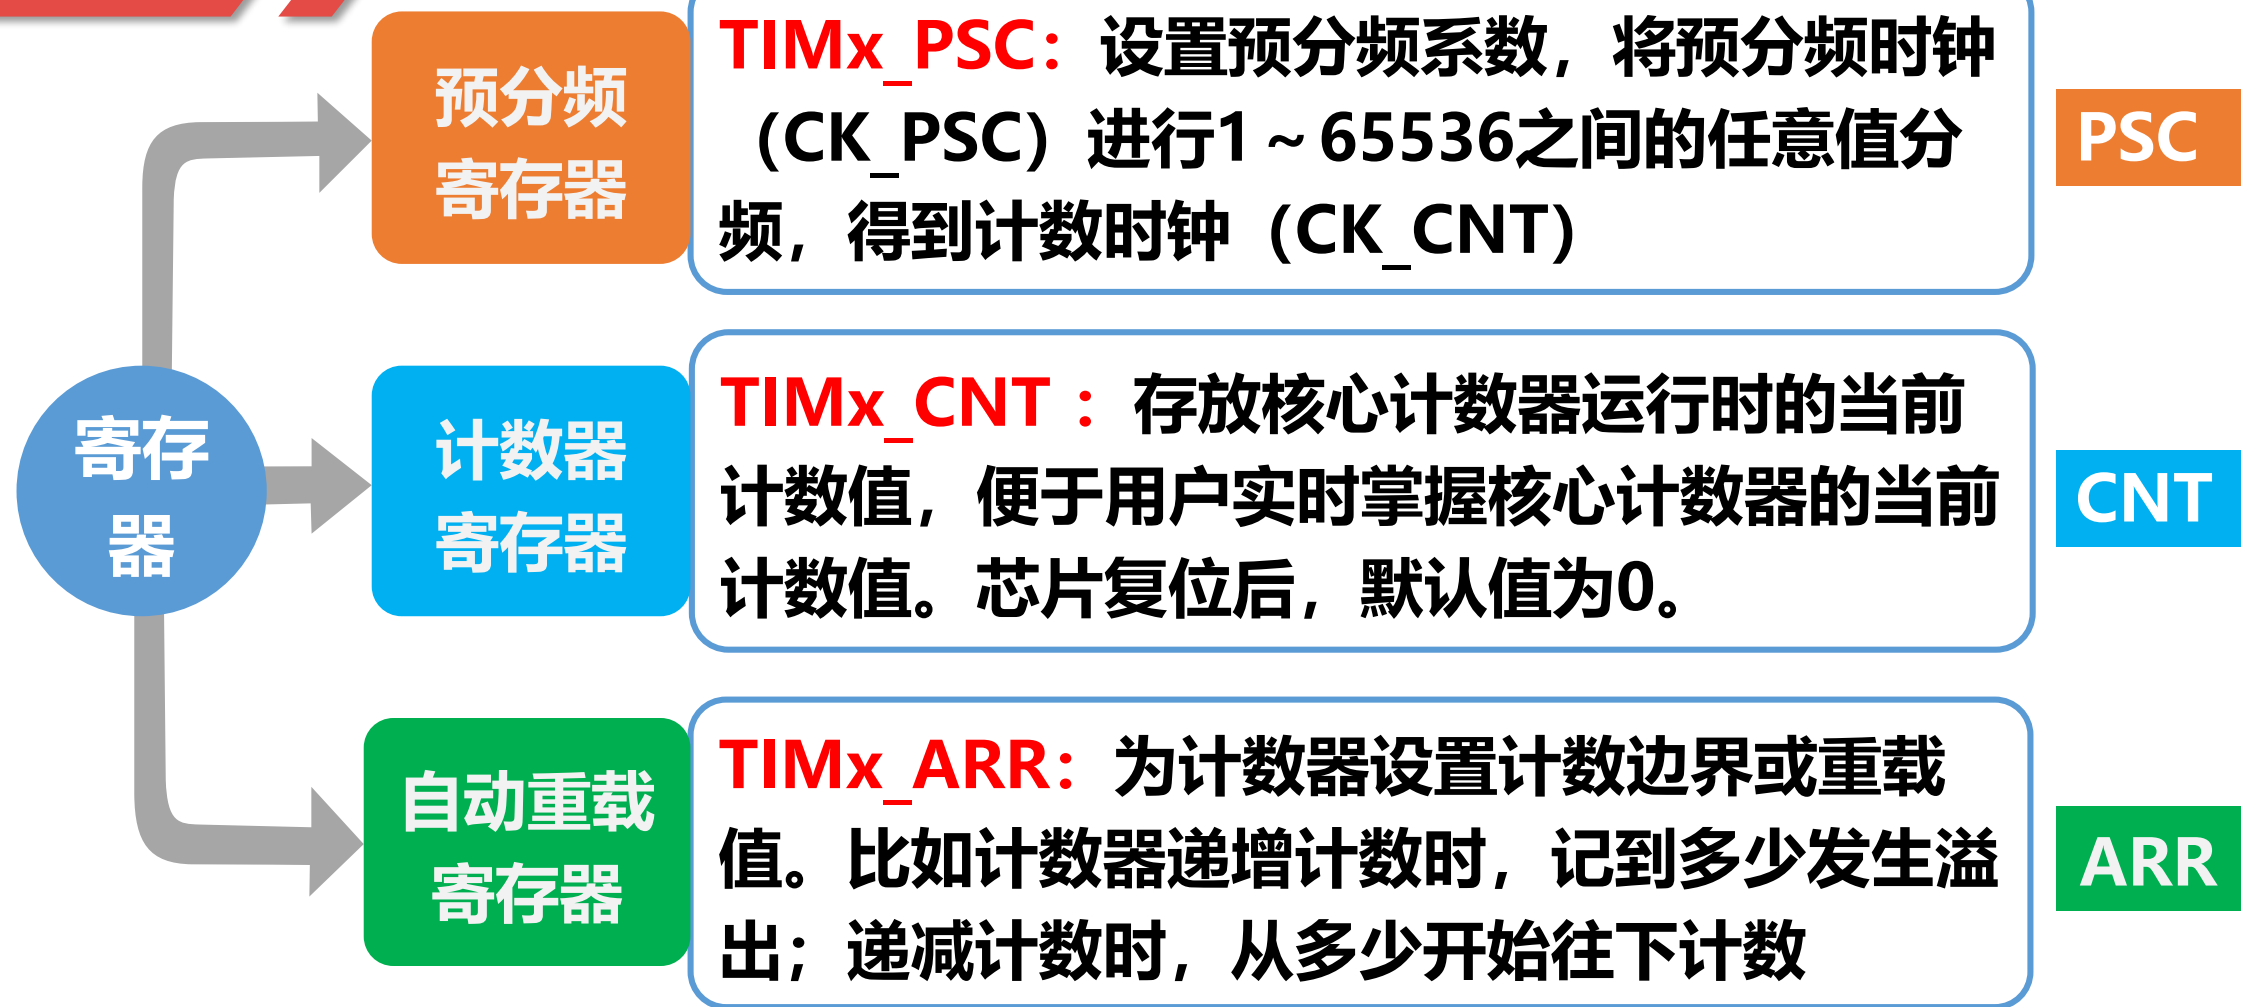 预分频
寄存器
TIMx_PSC：设置预分频系数，将预分频时钟
（CK_PSC）进行1～65536之间的任意值分
频，得到计数时钟（CK_CNT）
PSC
寄存
器
计数器
寄存器
TIMx_CNT ：存放核心计数器运行时的当前
计数值，便于用户实时掌握核心计数器的当前
计数值。芯片复位后，默认值为0。
CNT
自动重载
寄存器
TIMx_ARR：为计数器设置计数边界或重载
值。比如计数器递增计数时，记到多少发生溢
出；递减计数时，从多少开始往下计数
ARR